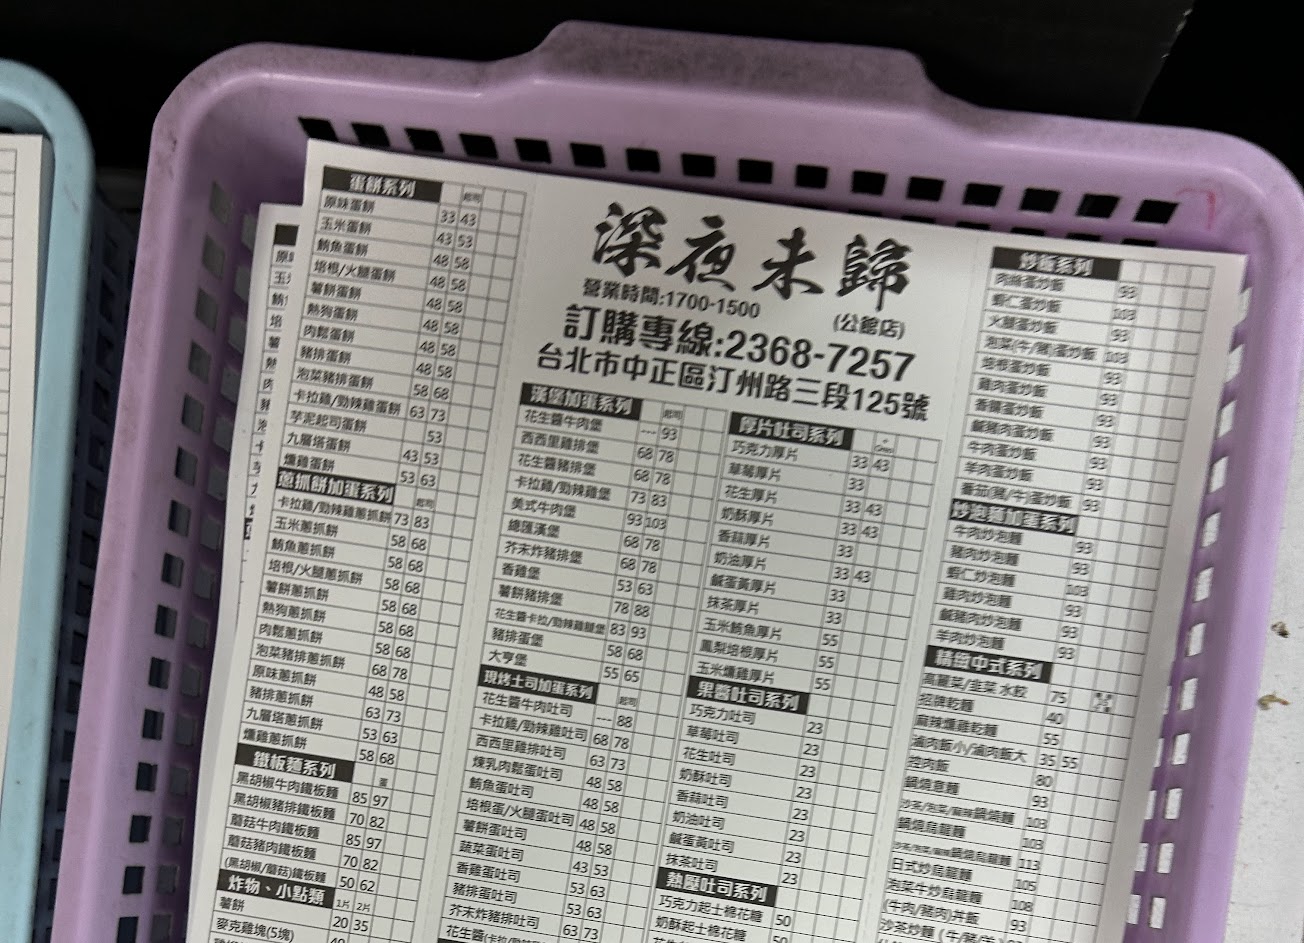 深夜未歸
營業時間:1700-1500 (公館店)
訂購專線:2368-7257
台北市中正區汀州路三段125號
蛋餅系列 起司
原味蛋餅 33 43
玉米蛋餅 43 53
鮪魚蛋餅 48 58
培根/火腿蛋餅 48 58
薯餅蛋餅 48 58
熱狗蛋餅 48 58
肉鬆蛋餅 48 58
豬排蛋餅 48 58
泡菜豬排蛋餅 58 68
卡拉雞/勁辣雞蛋餅 63 73
芋泥起司蛋餅 53
九層塔蛋餅 43 53
燻雞蛋餅 53 63
蔥抓餅加蛋系列 起司
卡拉雞/勁辣雞蔥抓餅 73 83
玉米蔥抓餅 58 68
鮪魚蔥抓餅 58 68
培根/火腿蔥抓餅 58 68
薯餅蔥抓餅 58 68
熱狗蔥抓餅 58 68
肉鬆蔥抓餅 58 68
泡菜豬排蔥抓餅 68 78
原味蔥抓餅 48 58
豬排蔥抓餅 63 73
九層塔蔥抓餅 53 63
燻雞蔥抓餅 58 68
鐵板麵系列 蛋
黑胡椒牛肉鐵板麵 85 97
黑胡椒豬排鐵板麵 70 82
蘑菇牛肉鐵板麵 85 97
蘑菇豬肉鐵板麵 70 82
(黑胡椒/蘑菇)鐵板麵 50 62
炸物、小點類 1片 2片
薯餅 20 35
麥克雞塊(5塊)
漢堡加蛋系列 起司
花生醬牛肉堡 --- 93
西西里雞排堡 68 78
花生醬豬排堡 68 78
卡拉雞/勁辣雞堡 73 83
美式牛肉堡 93 103
總匯漢堡 68 78
芥末炸豬排堡 68 78
香雞堡 53 63
薯餅豬排堡 78 88
花生醬卡拉/勁辣雞腿堡 83 93
豬排蛋堡 58 68
大亨堡 55 65
現烤土司加蛋系列 起司
花生醬牛肉吐司 --- 88
卡拉雞/勁辣雞吐司 68 78
西西里雞排吐司 63 73
煉乳肉鬆蛋吐司 48 58
鮪魚蛋吐司 48 58
培根蛋/火腿蛋吐司 48 58
薯餅蛋吐司 48 58
蔬菜蛋吐司 43 53
香雞蛋吐司 53 63
豬排蛋吐司 53 63
芥末炸豬排吐司 63 73
厚片吐司系列
巧克力厚片 33 43
草莓厚片 33
花生厚片 33 43
奶酥厚片 33 43
香蒜厚片 33
奶油厚片 33 43
鹹蛋黃厚片 33
抹茶厚片 33
玉米鮪魚厚片 55
鳳梨培根厚片 55
玉米燻雞厚片 55
果醬吐司系列
巧克力吐司 23
草莓吐司 23
花生吐司 23
奶酥吐司 23
香蒜吐司 23
奶油吐司 23
鹹蛋黃吐司 23
抹茶吐司 23
熱壓吐司系列
巧克力起士棉花糖 50
奶酥起士棉花糖 50
炒飯系列
肉絲蛋炒飯 93
蝦仁蛋炒飯 103
火腿蛋炒飯 93
泡菜(牛/豬)蛋炒飯 103
培根蛋炒飯 93
雞肉蛋炒飯 93
香腸蛋炒飯 93
鹹豬肉蛋炒飯 93
牛肉蛋炒飯 93
羊肉蛋炒飯 93
番茄(豬/牛)蛋炒飯 93
炒泡麵加蛋系列
牛肉炒泡麵 93
豬肉炒泡麵 93
蝦仁炒泡麵 103
雞肉炒泡麵 93
鹹豬肉炒泡麵 93
羊肉炒泡麵 93
精緻中式系列
高麗菜/韭菜 水餃 75
招牌乾麵 40
麻辣燻雞乾麵 55
滷肉飯小/滷肉飯大 35 55
控肉飯 80
鍋燒意麵 93
沙茶/泡菜/麻辣鍋燒麵 103
鍋燒烏龍麵 103
沙茶/泡菜/麻辣鍋燒烏龍麵 113
日式炒烏龍麵 105
泡菜牛炒烏龍麵 108
(牛肉/豬肉)丼飯 93